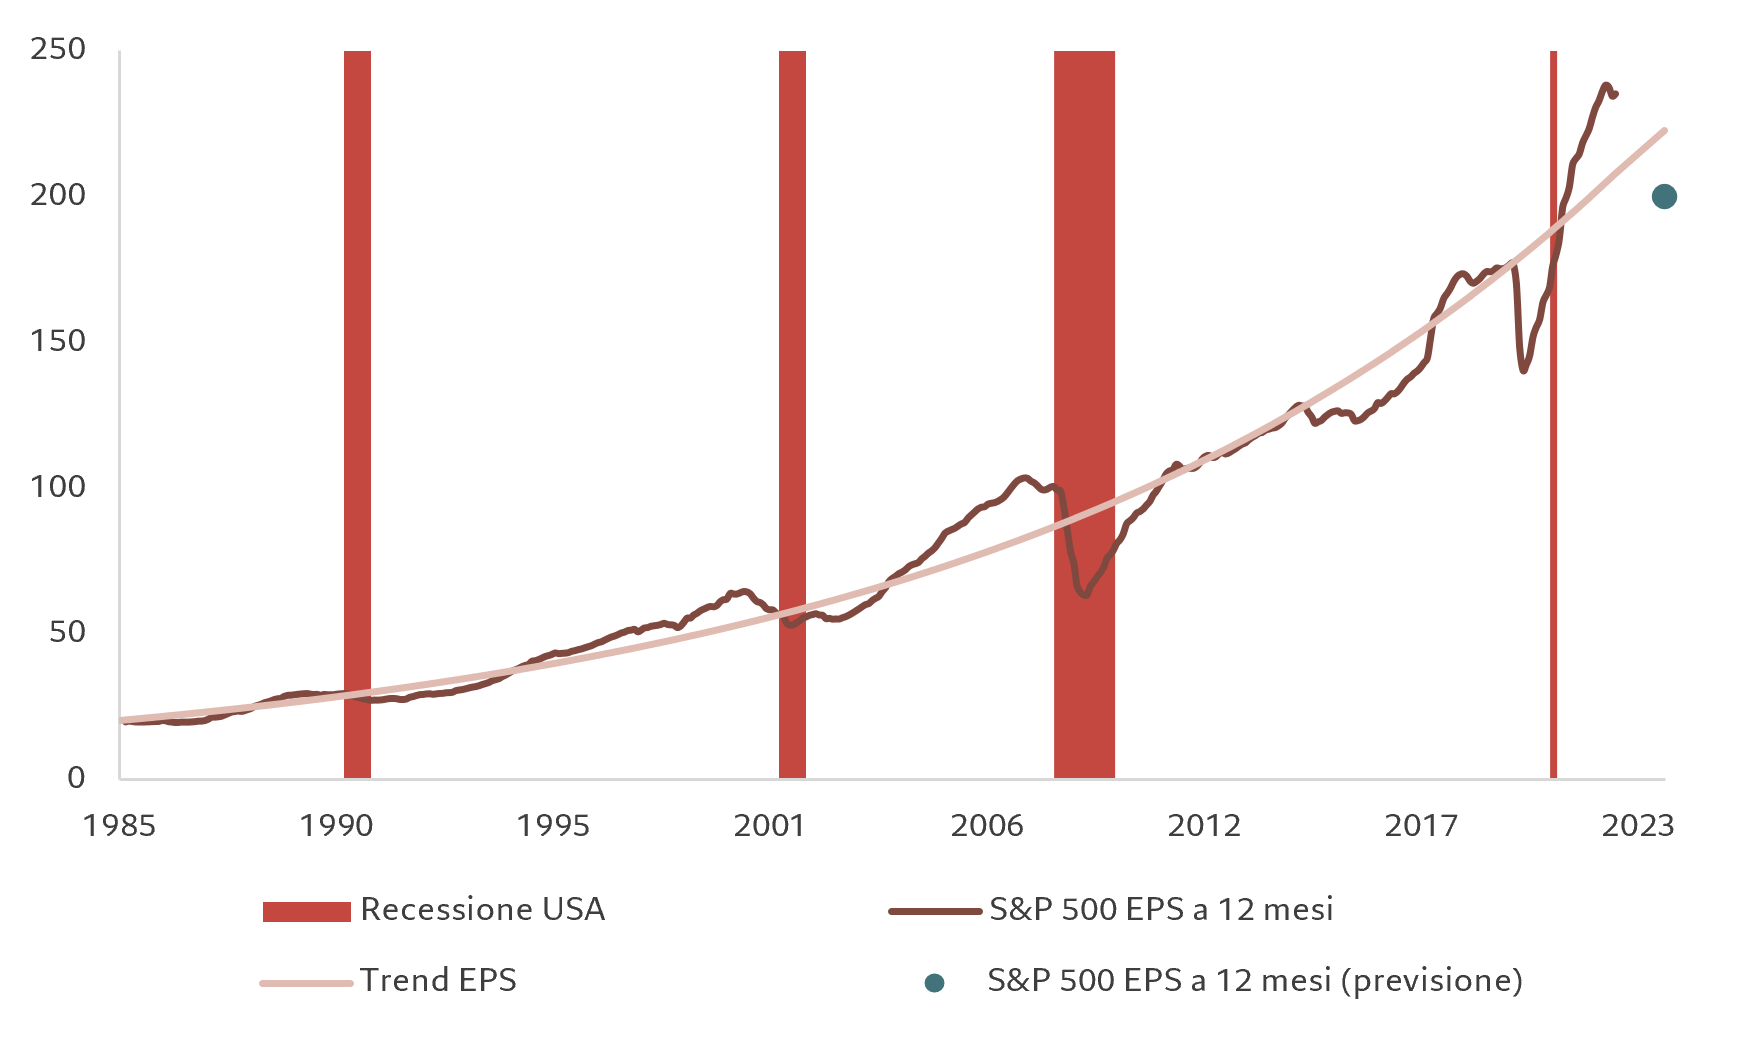 250
200
150
100
50
0
1985 1990 1995 2001 2006 2012 2017 2023
Recessione USA S&P 500 EPS a 12 mesi
Trend EPS S&P 500 EPS a 12 mesi (previsione)